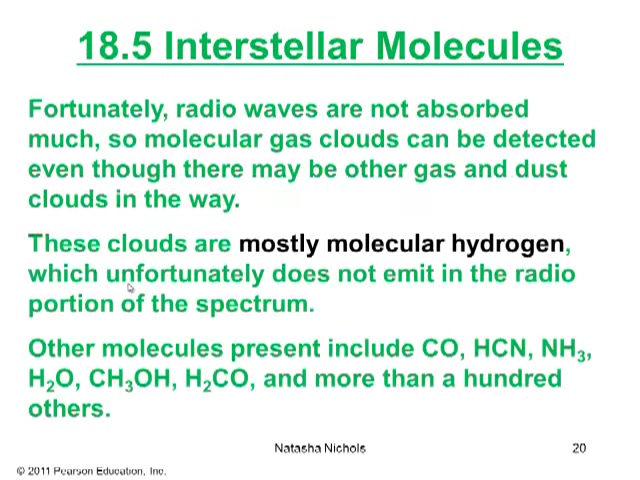 18.5 Interstellar Molecules
Fortunately, radio waves are not absorbed
much, so molecular gas clouds can be detected
even though there may be other gas and dust
clouds in the way.
These clouds are mostly molecular hydrogen,
which unfortunately does not emit in the radio
portion of the spectrum.
Other molecules present include CO, HCN, NH₃,
H₂O, CH₃OH, H₂CO, and more than a hundred
others.
Natasha Nichols 20
© 2011 Pearson Education, Inc.